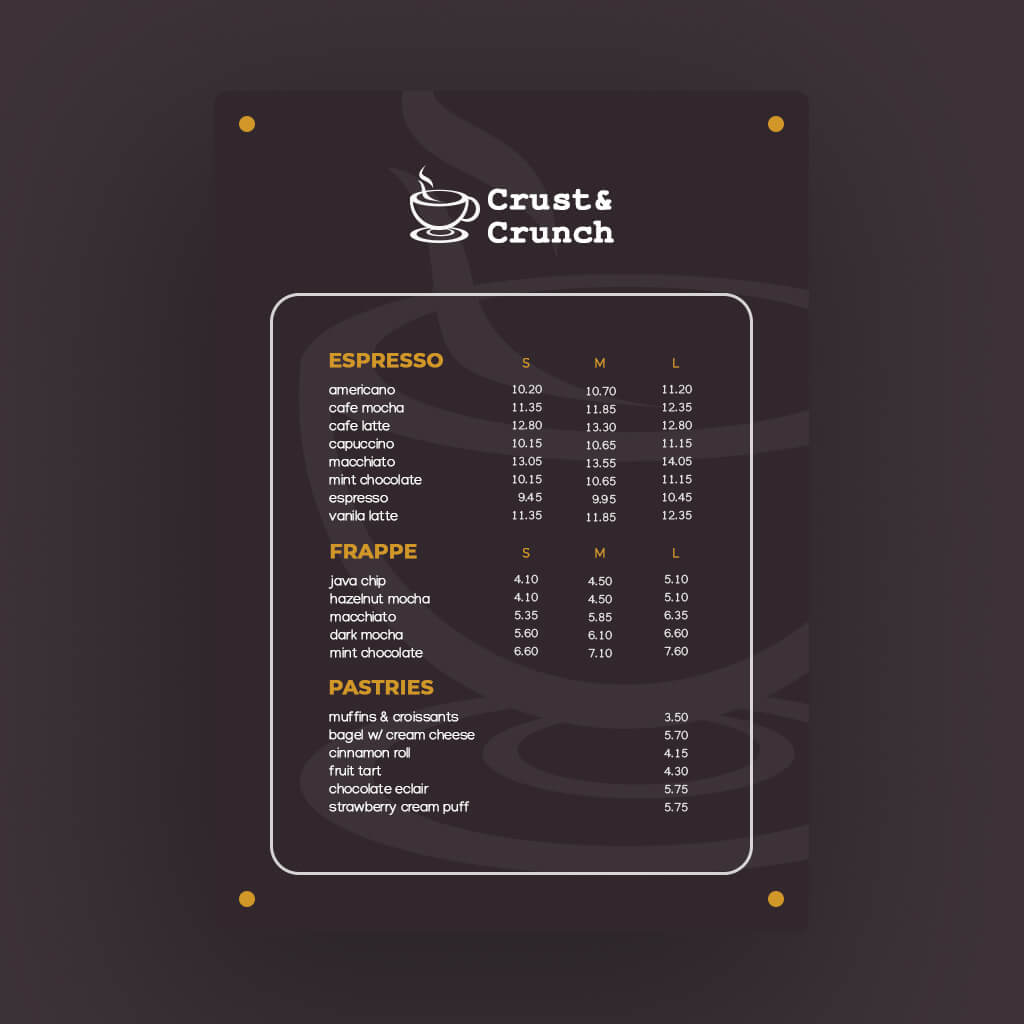 Crust &
Crunch
ESPRESSO S M L
americano 10.20 10.70 11.20
cafe mocha 11.35 11.85 12.35
cafe latte 12.80 13.30 12.80
capuccino 10.15 10.65 11.15
macchiato 13.05 13.55 14.05
mint chocolate 10.15 10.65 11.15
espresso 9.45 9.95 10.45
vanila latte 11.35 11.85 12.35
FRAPPE S M L
java chip 4.10 4.50 5.10
hazelnut mocha 4.10 4.50 5.10
macchiato 5.35 5.85 6.35
dark mocha 5.60 6.10 6.60
mint chocolate 6.60 7.10 7.60
PASTRIES
muffins & croissants 3.50
bagel w/ cream cheese 5.70
cinnamon roll 4.15
fruit tart 4.30
chocolate eclair 5.75
strawberry cream puff 5.75